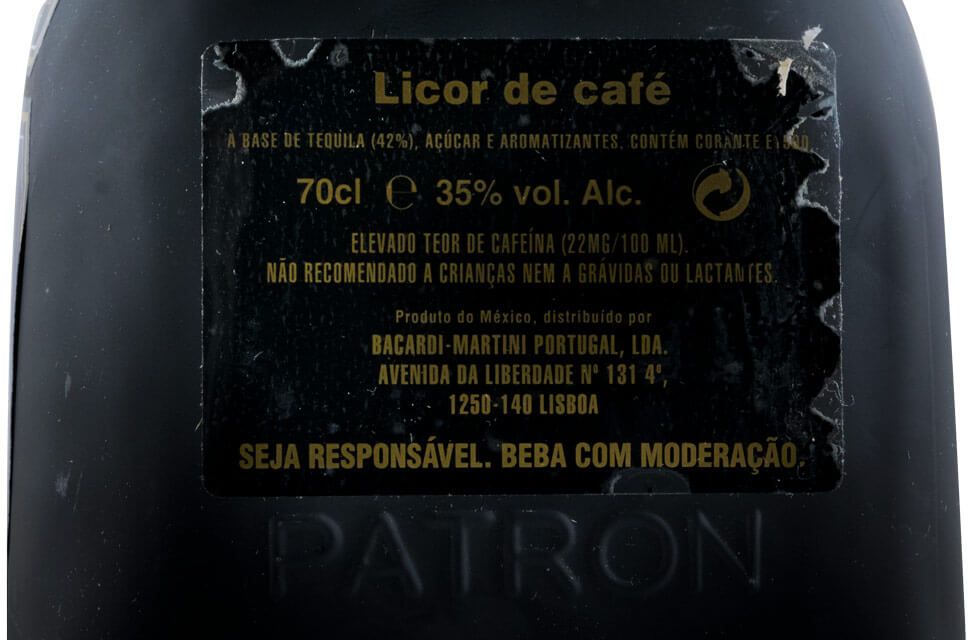 Licor de café
À BASE DE TEQUILA (42%), AÇÚCAR E AROMATIZANTES. CONTÉM CORANTE
70cl e 35% vol. Alc.
ELEVADO TEOR DE CAFEÍNA (22MG/100 ML).
NÃO RECOMENDADO A CRIANÇAS NEM A GRÁVIDAS OU LACTANTES.
Produto do México, distribuído por
BACARDI-MARTINI PORTUGAL, LDA.
AVENIDA DA LIBERDADE Nº 131 4º,
1250-140 LISBOA
SEJA RESPONSÁVEL. BEBA COM MODERAÇÃO.
PATRÓN